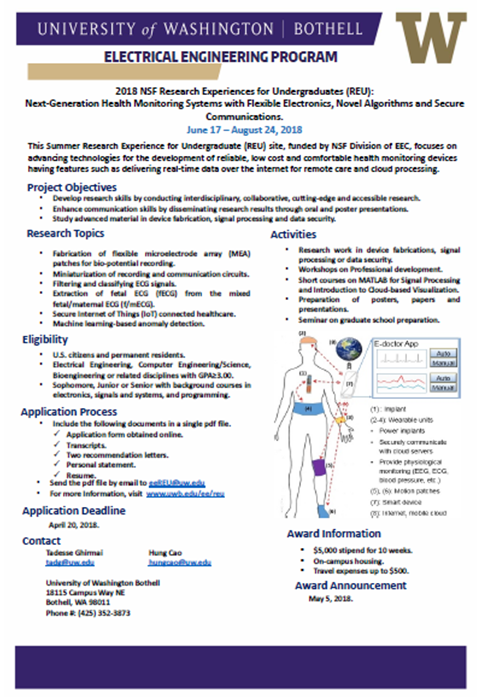 UNIVERSITY of WASHINGTON | BOTHELL
W
ELECTRICAL ENGINEERING PROGRAM
2018 NSF Research Experiences for Undergraduates (REU):
Next-Generation Health Monitoring Systems with Flexible Electronics, Novel Algorithms and Secure
Communications.
June 17 – August 24, 2018
This Summer Research Experience for Undergraduate (REU) site, funded by NSF Division of EEC, focuses on
advancing technologies for the development of reliable, low cost and comfortable health monitoring devices
having features such as delivering real-time data over the internet for remote care and cloud processing.
Project Objectives
• Develop research skills by conducting interdisciplinary, collaborative, cutting-edge and accessible research.
• Enhance communication skills by disseminating research results through oral and poster presentations.
• Study advanced material in device fabrication, signal processing and data security.
Research Topics
• Fabrication of flexible microelectrode array (MEA)
patches for bio-potential recording.
• Miniaturization of recording and communication circuits.
• Filtering and classifying ECG signals.
• Extraction of fetal ECG (fECG) from the mixed
fetal/maternal ECG (f/mECG).
• Secure Internet of Things (IoT) connected healthcare.
• Machine learning-based anomaly detection.
Eligibility
• U.S. citizens and permanent residents.
• Electrical Engineering, Computer Engineering/Science,
Bioengineering or related disciplines with GPA≥3.00.
• Sophomore, Junior or Senior with background courses in
electronics, signals and systems, and programming.
Application Process
• Include the following documents in a single pdf file.
✓ Application form obtained online.
✓ Transcripts.
✓ Two recommendation letters.
✓ Personal statement.
✓ Resume.
• Send the pdf file by email to eeREU@uw.edu
• For more Information, visit www.uwb.edu/ee/reu
Application Deadline
April 20, 2018.
Contact
Tadesse Ghirmai
tadg@uw.edu
Hung Cao
hungcao@uw.edu
University of Washington Bothell
18115 Campus Way NE
Bothell, WA 98011
Phone #: (425) 352-3873
Activities
• Research work in device fabrications, signal
processing or data security.
• Workshops on Professional development.
• Short courses on MATLAB for Signal Processing
and Introduction to Cloud-based Visualization.
• Preparation of posters, papers and
presentations.
• Seminar on graduate school preparation.
E-doctor App
Auto
Manual
Auto
Manual
(8)
(1)
(2)
(7)
(3)
(4)
(5)
(6)
(1): Implant
(2-4): Wearable units
• Power implants
• Securely communicate
with cloud servers
• Provide physiological
monitoring (EEG, ECG,
blood pressure, etc.)
(5), (6): Motion patches
(7): Smart device
(8): Internet, mobile cloud
Award Information
• $5,000 stipend for 10 weeks.
• On-campus housing.
• Travel expenses up to $500.
Award Announcement
May 5, 2018.